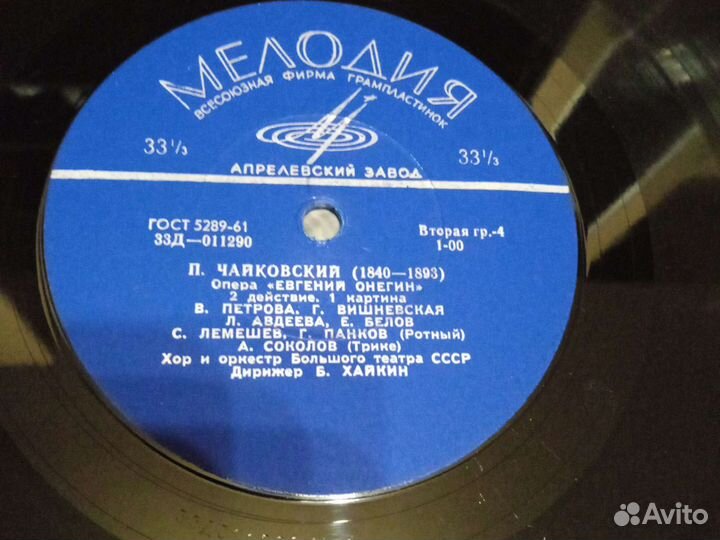 МЕЛОДИЯ
ВСЕСОЮЗНАЯ ФИРМА ГРАМПЛАСТИНОК
33 1/3
33 1/3
АПРЕЛЕВСКИЙ ЗАВОД
ГОСТ 5289-61
33Д—011290
Вторая гр.-4
1-00
П. ЧАЙКОВСКИЙ (1840—1893)
Опера «ЕВГЕНИЙ ОНЕГИН»
2 действие. 1 картина
В. ПЕТРОВА, Г. ВИШНЕВСКАЯ
Л. АВДЕЕВА, Е. БЕЛОВ
С. ЛЕМЕШЕВ, Г. ПАНКОВ (Ротный)
А. СОКОЛОВ (Трике)
Хор и оркестр Большого театра СССР
Дирижер Б. ХАЙКИН
Avito